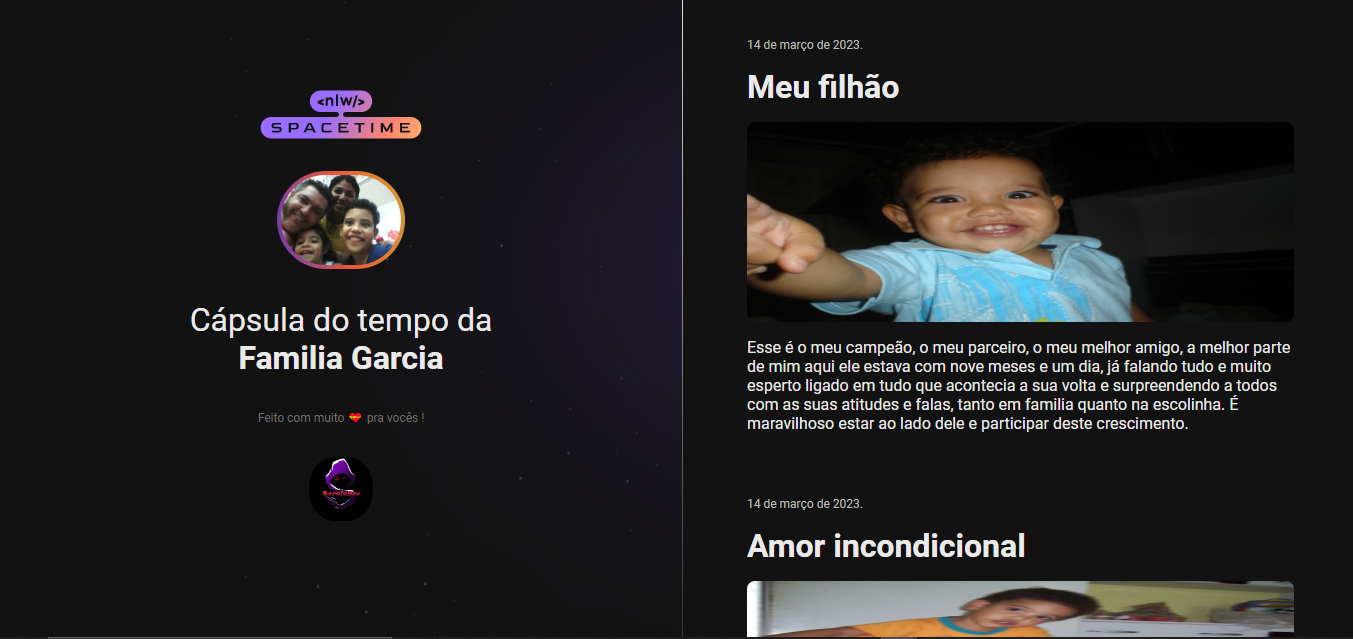 <nlw/>
SPACETIME
Cápsula do tempo da
Familia Garcia
Feito com muito ❤️ pra vocês !
14 de março de 2023.
Meu filhão
Esse é o meu campeão, o meu parceiro, o meu melhor amigo, a melhor parte
de mim aqui ele estava com nove meses e um dia, já falando tudo e muito
esperto ligado em tudo que acontecia a sua volta e surpreendendo a todos
com as suas atitudes e falas, tanto em familia quanto na escolinha. É
maravilhoso estar ao lado dele e participar deste crescimento.
14 de março de 2023.
Amor incondicional